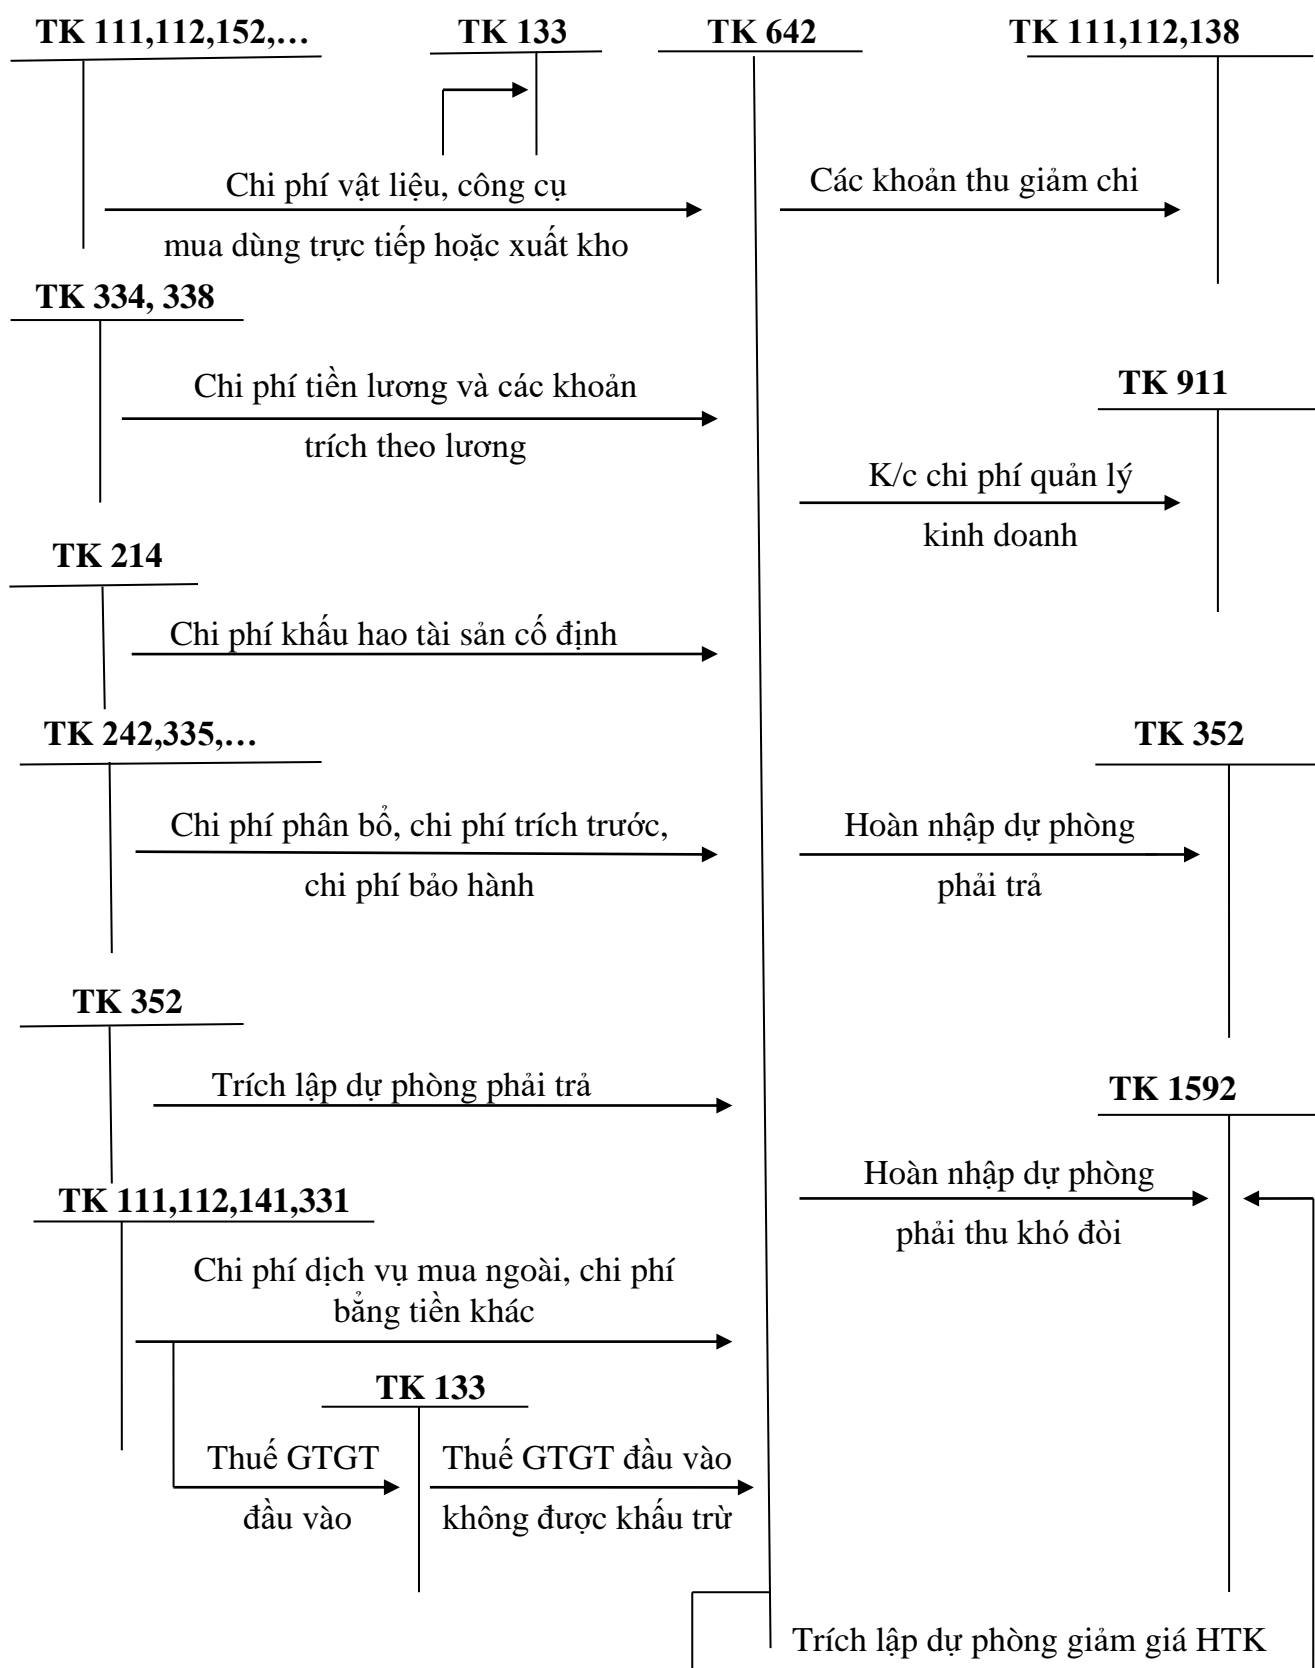 TK 111,112,152,…
TK 133
TK 642
TK 111,112,138
Chi phí vật liệu, công cụ
mua dùng trực tiếp hoặc xuất kho
Các khoản thu giảm chi
TK 334, 338
Chi phí tiền lương và các khoản
trích theo lương
TK 911
K/c chi phí quản lý
kinh doanh
TK 214
Chi phí khấu hao tài sản cố định
TK 242,335,…
TK 352
Chi phí phân bổ, chi phí trích trước,
chi phí bảo hành
Hoàn nhập dự phòng
phải trả
TK 352
Trích lập dự phòng phải trả
TK 1592
Hoàn nhập dự phòng
phải thu khó đòi
TK 111,112,141,331
Chi phí dịch vụ mua ngoài, chi phí
bằng tiền khác
TK 133
Thuế GTGT
đầu vào
Thuế GTGT đầu vào
không được khấu trừ
Trích lập dự phòng giảm giá HTK